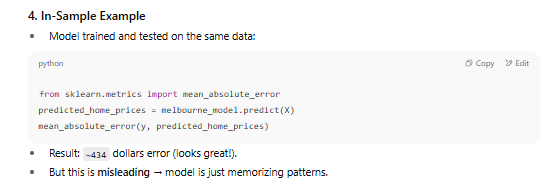 4. In-Sample Example
• Model trained and tested on the same data:
python Copy Edit
from sklearn.metrics import mean_absolute_error
predicted_home_prices = melbourne_model.predict(X)
mean_absolute_error(y, predicted_home_prices)
• Result: ~434 dollars error (looks great!).
• But this is misleading → model is just memorizing patterns.